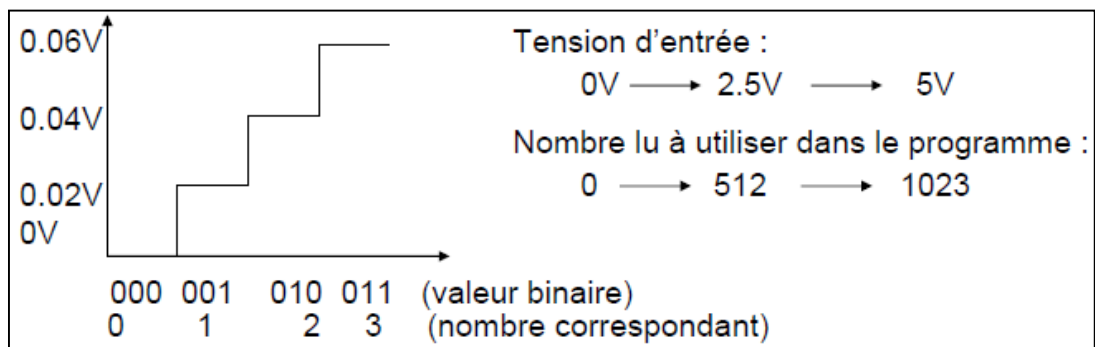 0.06V
0.04V
0.02V
0V
000 001 010 011 (valeur binaire)
0 1 2 3 (nombre correspondant)
Tension d'entrée :
0V 2.5V 5V
Nombre lu à utiliser dans le programme :
0 512 1023